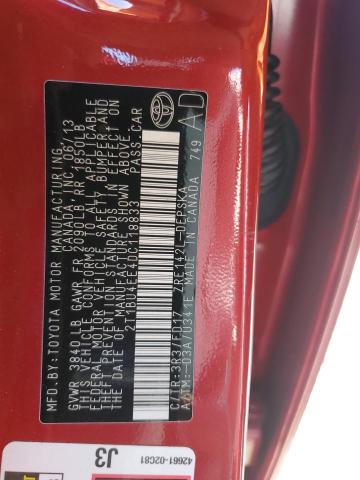 MFD.BY:TOYOTA MOTOR MANUFACTURING
CANADA, INC. 06/13
GVWR 3840LB GAWR FR 2090LB RR 1850LB
THIS VEHICLE CONFORMS TO ALL APPLICABLE
FEDERAL MOTOR VEHICLE SAFETY, BUMPER, AND
THEFT PREVENTION STANDARDS IN EFFECT ON
THE DATE OF MANUFACTURE SHOWN ABOVE.
2T1BU4EE4DC118833 PASS.CAR
C/TR:3R3/FD17 ZRE142L-DEPSKA
A/TM:-03A/U341E MADE IN CANADA 749
AD
42661-02C81
J3